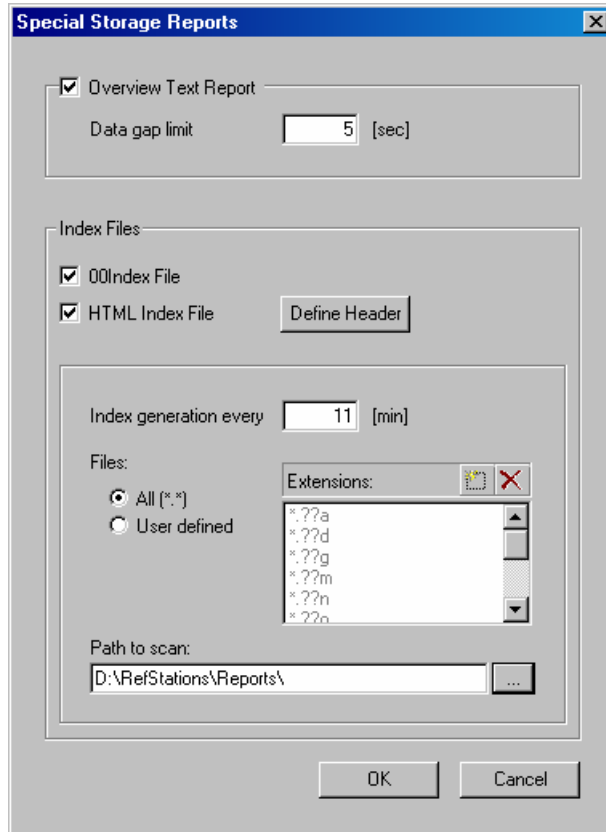 Special Storage Reports
Overview Text Report
Data gap limit 5 [sec]
Index Files
00Index File
HTML Index File Define Header
Index generation every 11 [min]
Files: Extensions:
All (*.*)
User defined
*.??a
*.??d
*.??g
*.??m
*.??n
*.??o
Path to scan:
D:\RefStations\Reports\ ...
OK Cancel